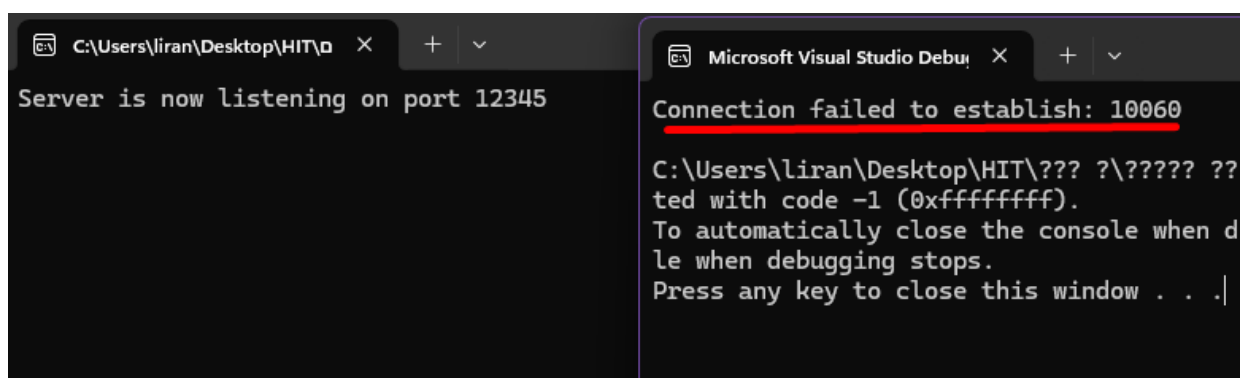 C:\Users\liran\Desktop\HIT\ם
Server is now listening on port 12345
Microsoft Visual Studio Debu
Connection failed to establish: 10060
C:\Users\liran\Desktop\HIT\??? ?\????? ??
ted with code -1 (0xffffffff).
To automatically close the console when d
le when debugging stops.
Press any key to close this window . . .